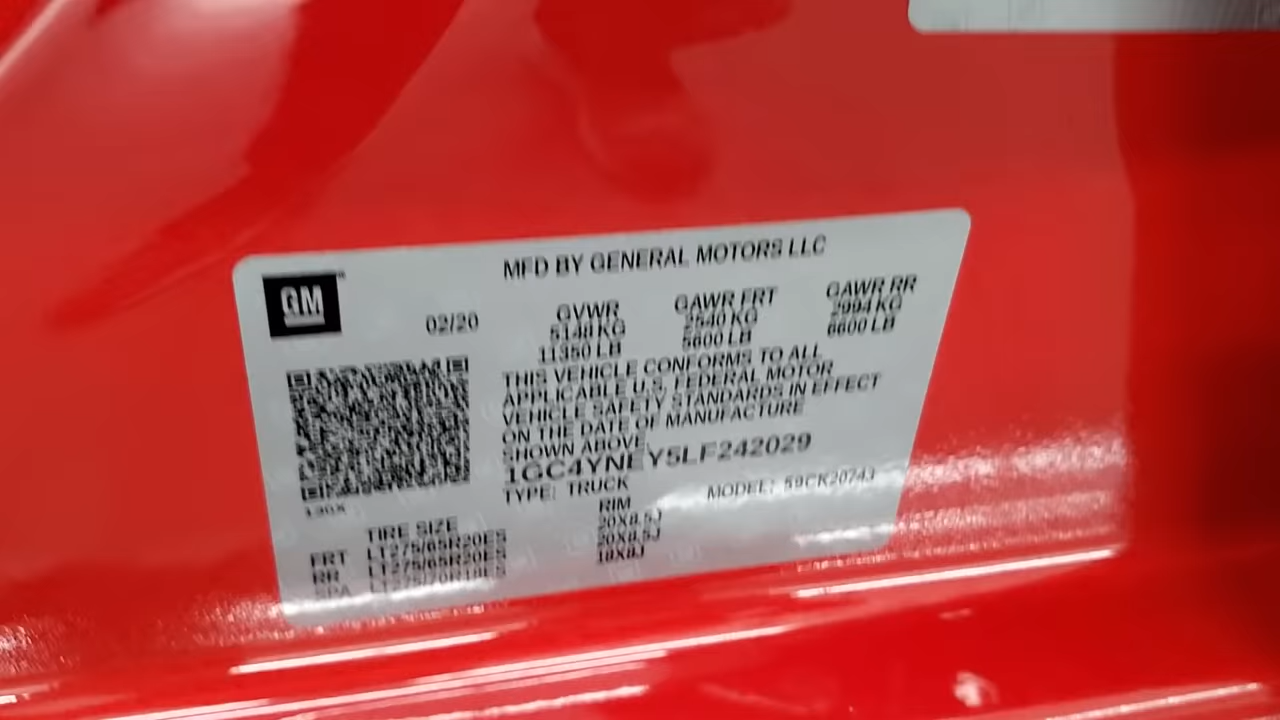 MFD BY GENERAL MOTORS LLC
GM
02/20
GVWR GAWR FRT GAWR RR
5148 KG 2540 KG 2994 KG
11350 LB 5600 LB 6600 LB
THIS VEHICLE CONFORMS TO ALL
APPLICABLE U.S. FEDERAL MOTOR
VEHICLE SAFETY STANDARDS IN EFFECT
ON THE DATE OF MANUFACTURE
SHOWN ABOVE
1GC4YNEY5LF242029
TYPE: TRUCK MODEL:
TIRE SIZE RIM
FRT LT275/65R20ES 20X8.5J
RR LT275/65R20ES 20X8.5J
SPA LT275/70R18ES 18X8J